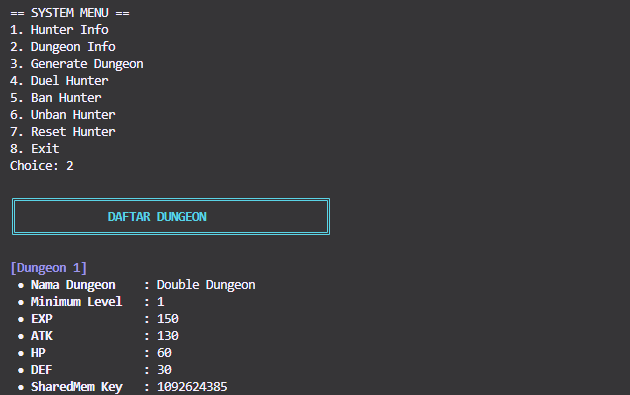 == SYSTEM MENU ==
1. Hunter Info
2. Dungeon Info
3. Generate Dungeon
4. Duel Hunter
5. Ban Hunter
6. Unban Hunter
7. Reset Hunter
8. Exit
Choice: 2
DAFTAR DUNGEON
[Dungeon 1]
• Nama Dungeon : Double Dungeon
• Minimum Level : 1
• EXP : 150
• ATK : 130
• HP : 60
• DEF : 30
• SharedMem Key : 1092624385